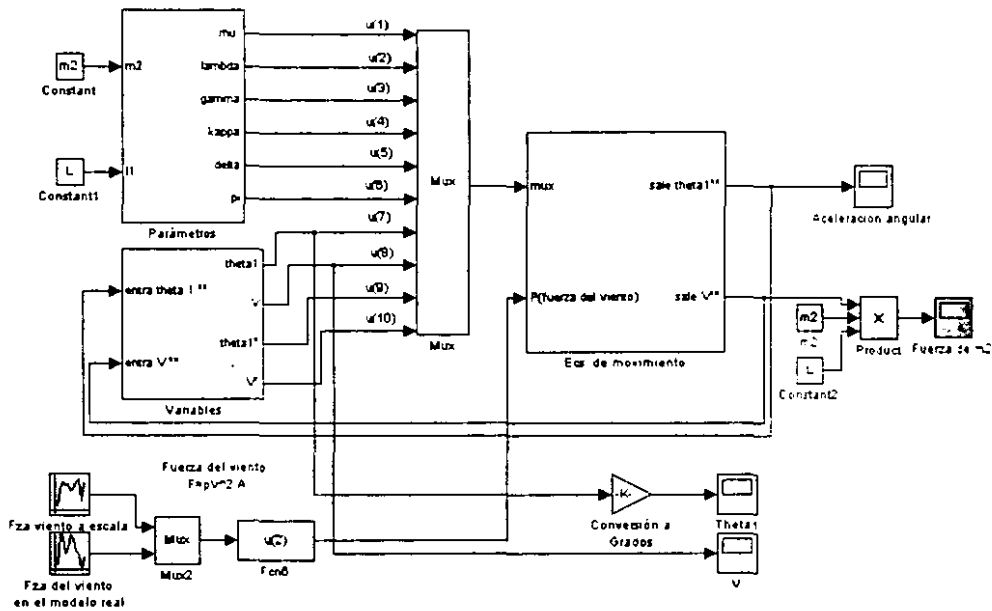 m2
Constant
L
Constant1
m2
l1
mu
lambda
gamma
kappa
delta
pi
Parámetros
u(1)
u(2)
u(3)
u(4)
u(5)
u(6)
u(7)
u(8)
u(9)
u(10)
Mux
Mux
entra theta 1 **
entra V**
theta1
V
theta1*
V*
Variables
mux
P(fuerza del viento)
sale theta1**
sale V**
Ecs de movimiento
Aceleracion angular
m2
m2
L
Constant2
×
Product
Fuerza de m2
Fuerza del viento
F=pV^2 A
Fza viento a escala
Fza del viento
en el modelo real
Mux
Mux2
u(2)
Fcn6
-K-
Conversión a
Grados
Theta1
V